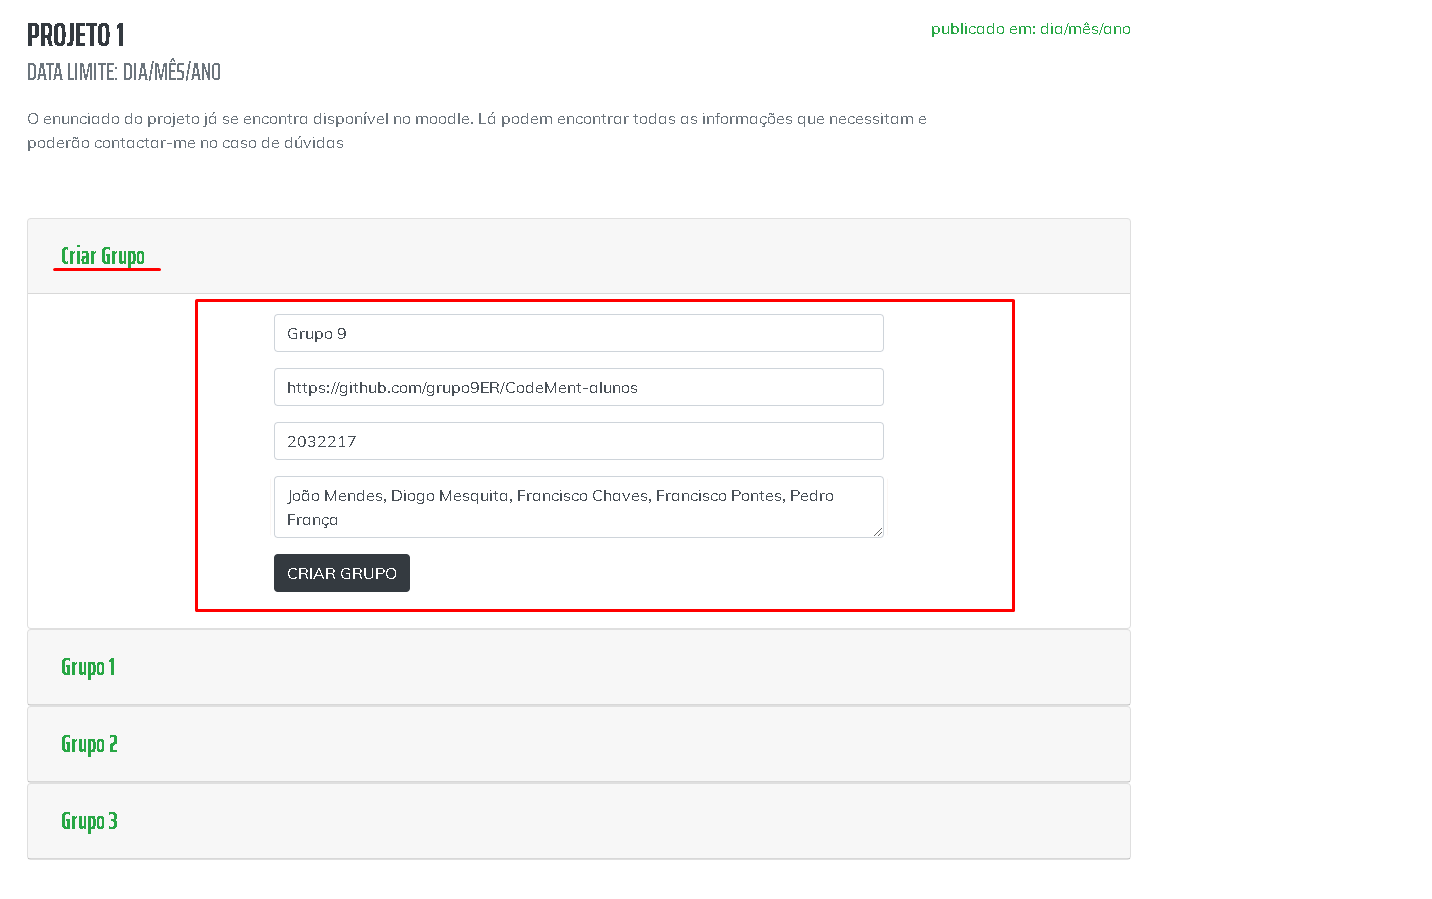 PROJETO 1
publicado em: dia/mês/ano
DATA LIMITE: DIA/MÊS/ANO
O enunciado do projeto já se encontra disponível no moodle. Lá podem encontrar todas as informações que necessitam e
poderão contactar-me no caso de dúvidas
Criar Grupo
Grupo 9
https://github.com/grupo9ER/CodeMent-alunos
2032217
João Mendes, Diogo Mesquita, Francisco Chaves, Francisco Pontes, Pedro
França
CRIAR GRUPO
Grupo 1
Grupo 2
Grupo 3